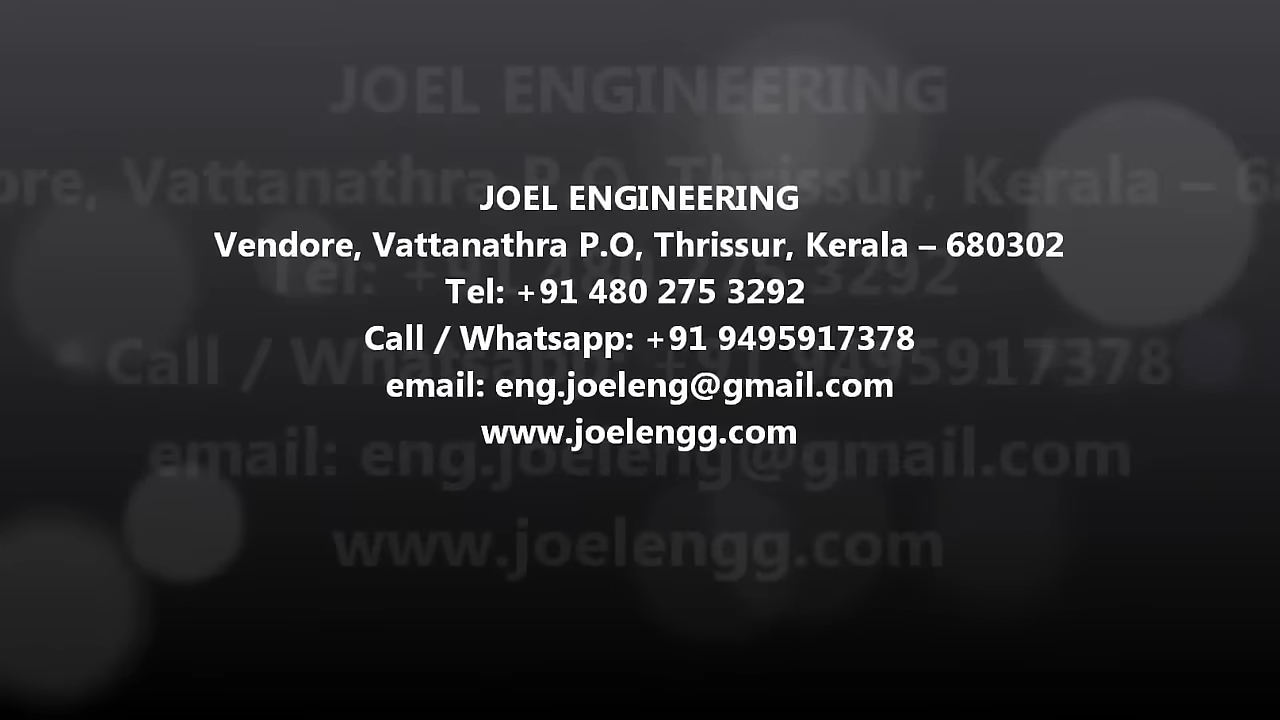 JOEL ENGINEERING
Vendore, Vattanathra P.O, Thrissur, Kerala – 680302
Tel: +91 480 275 3292
Call / Whatsapp: +91 9495917378
email: eng.joeleng@gmail.com
www.joelengg.com